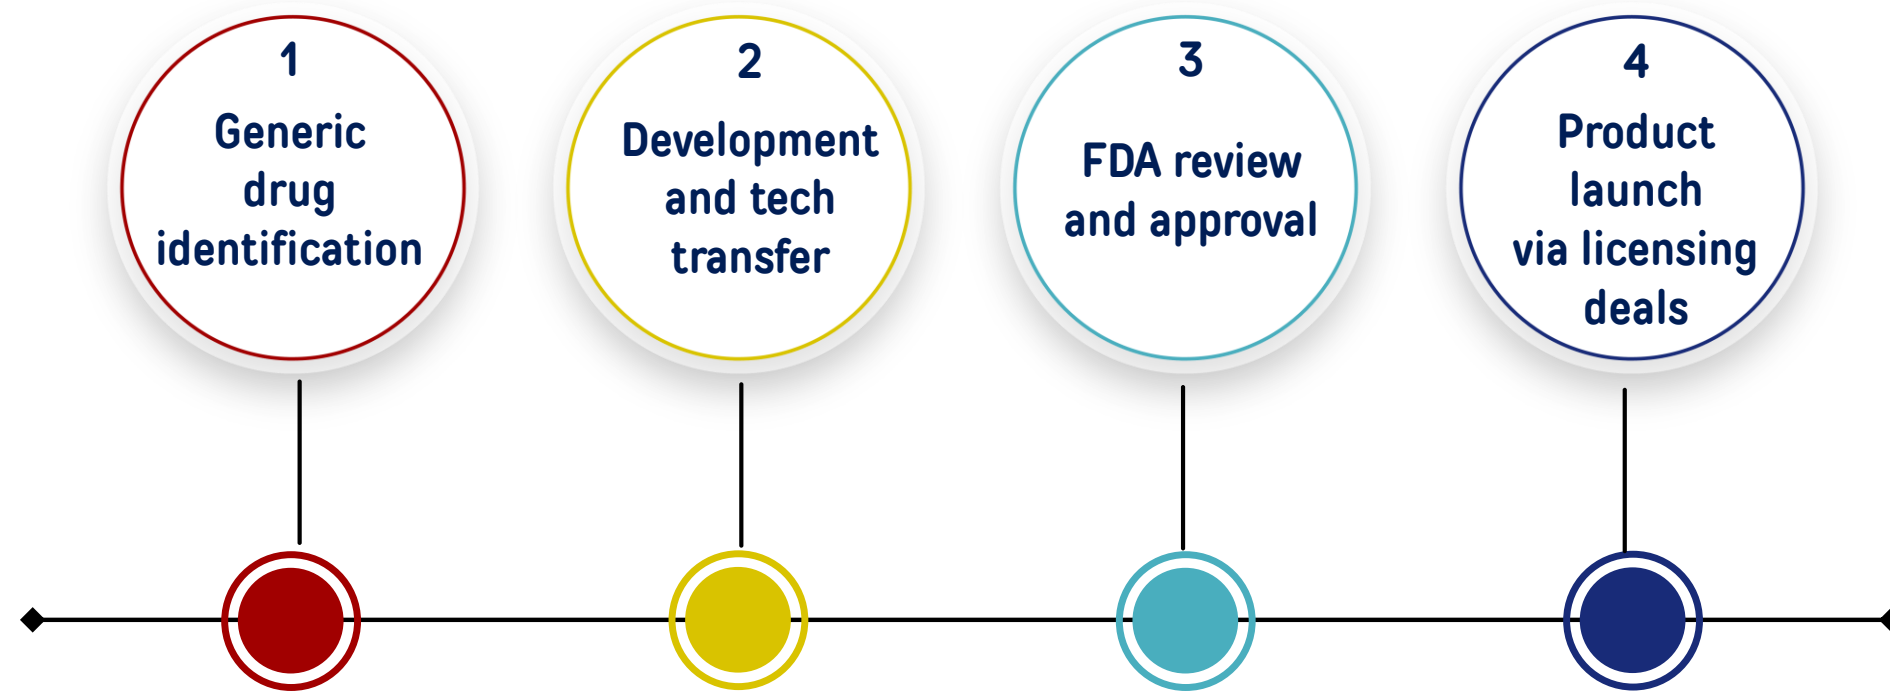 1
Generic
drug
identification
2
Development
and tech
transfer
3
FDA review
and approval
4
Product
launch
via licensing
deals